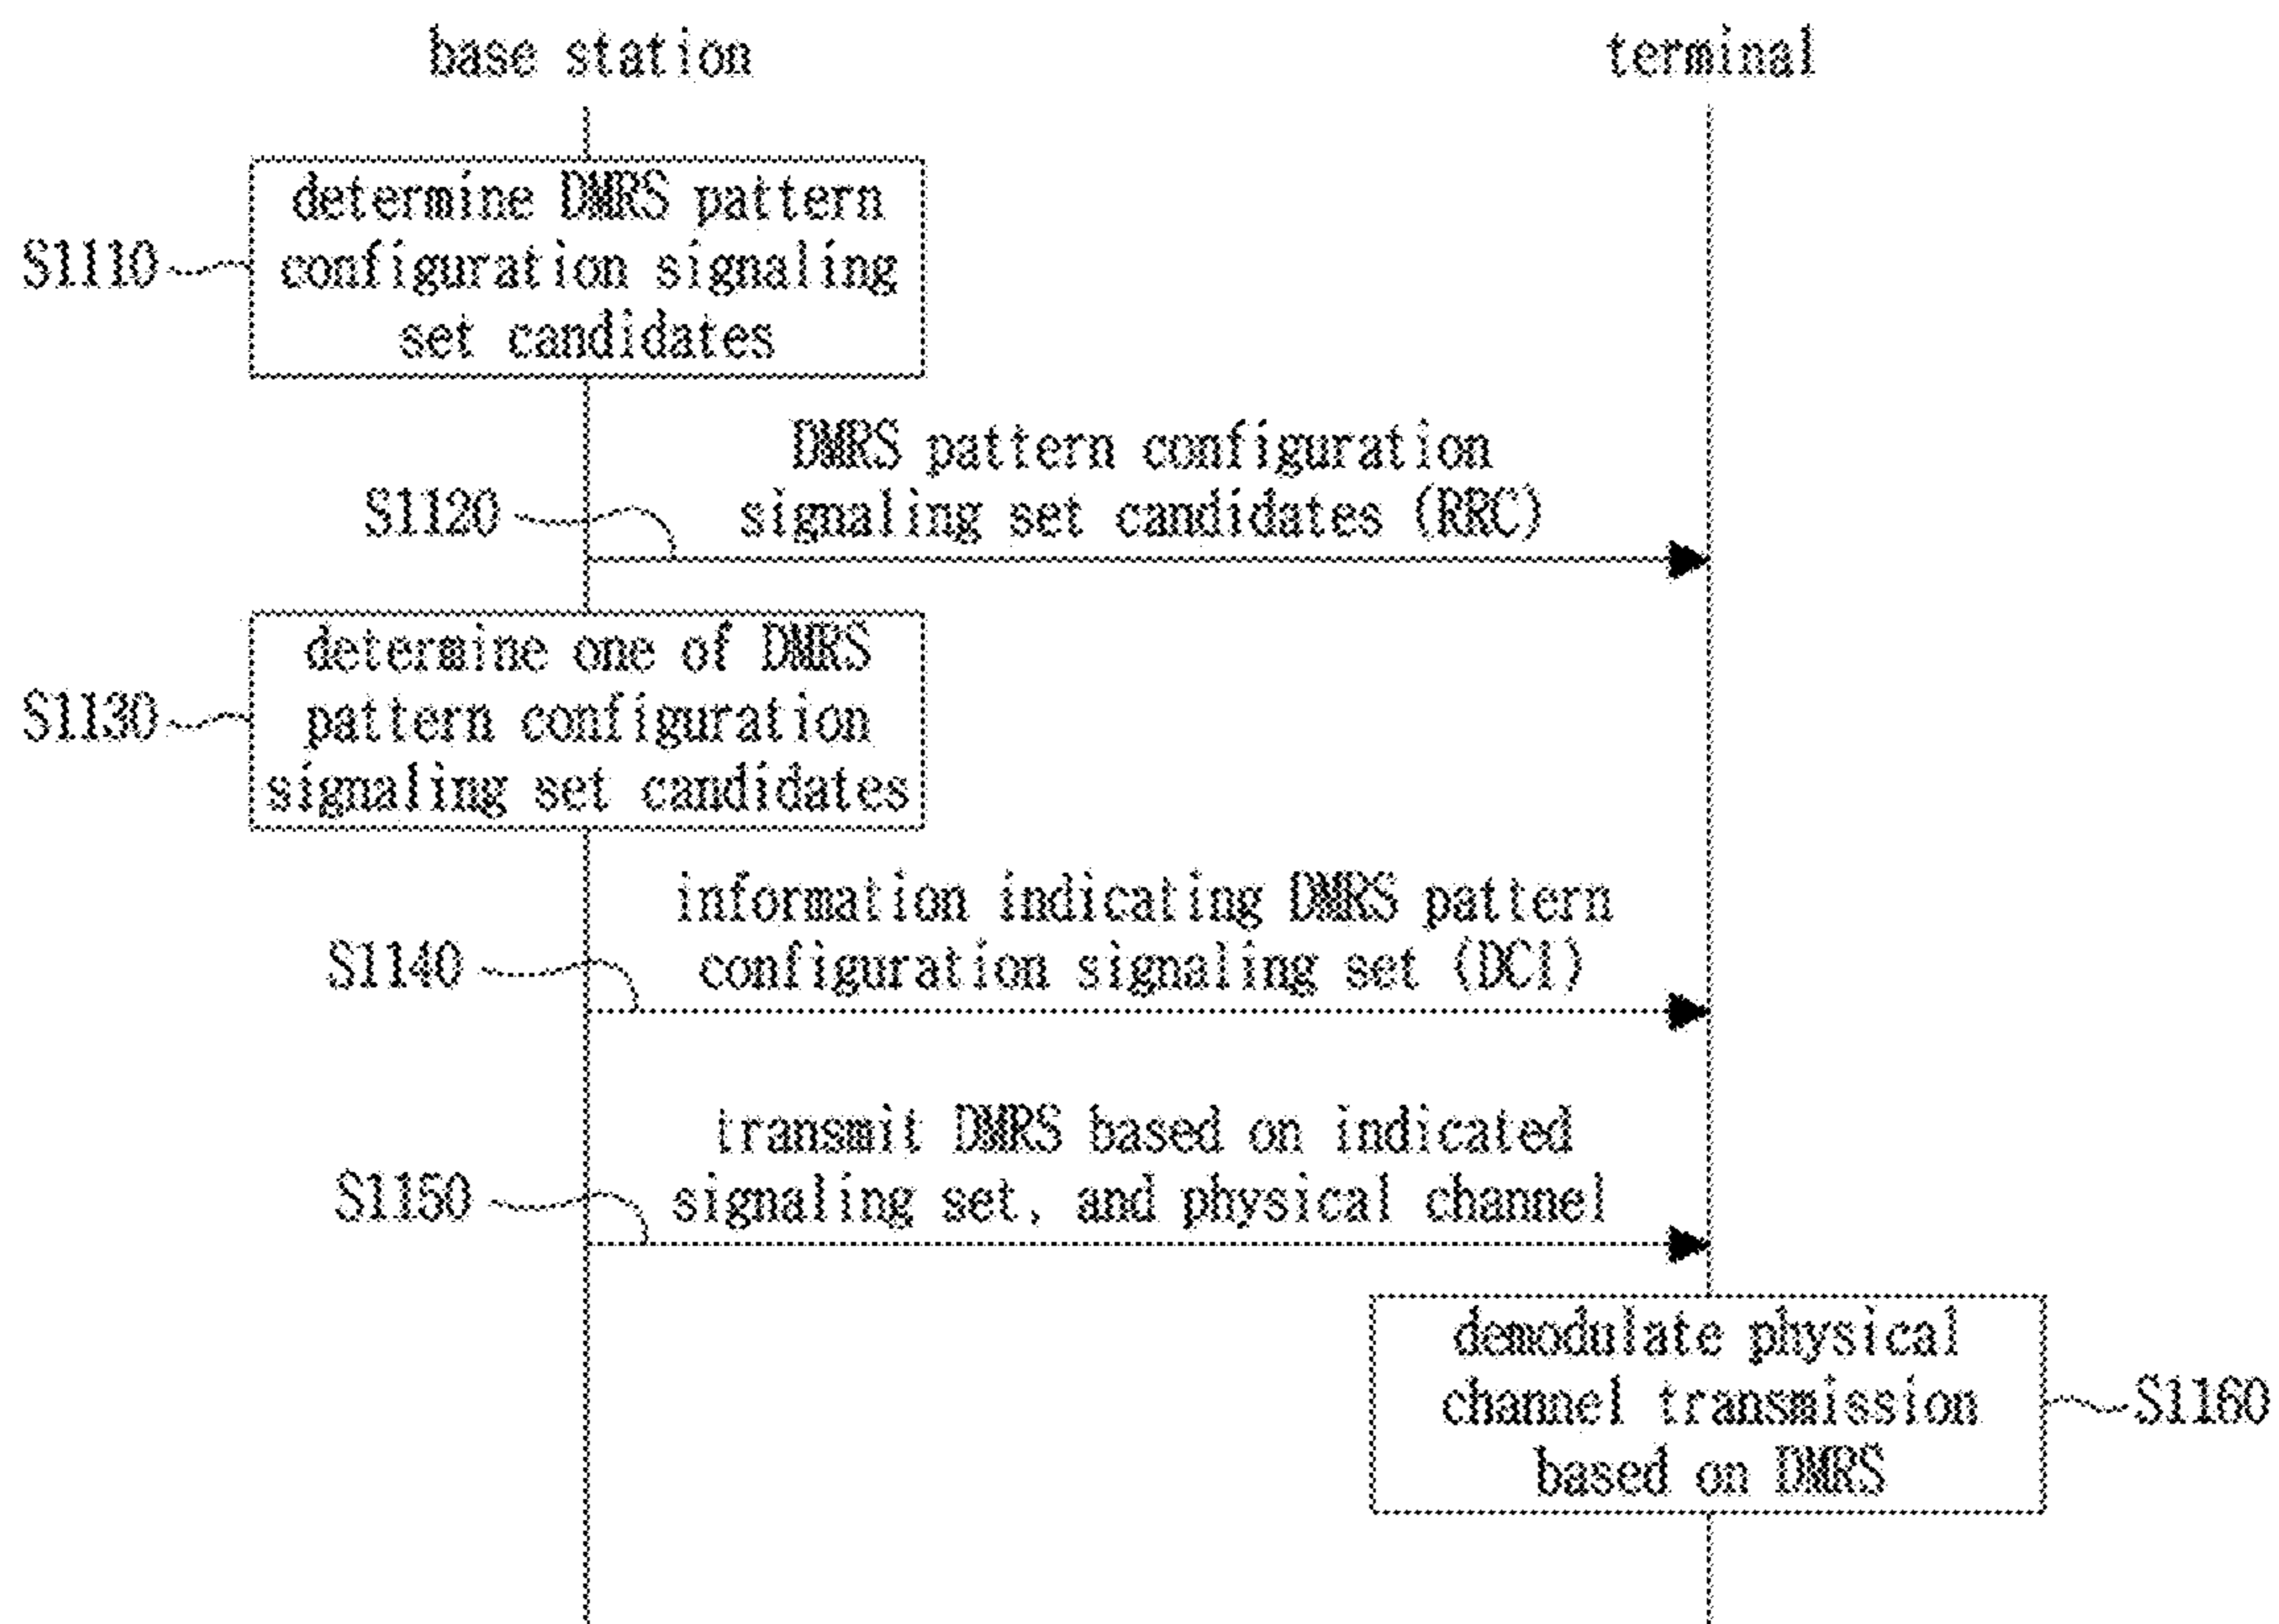 base station
terminal
determine DMRS pattern
configuration signaling
set candidates
S1110
DMRS pattern configuration
signaling set candidates (RRC)
S1120
determine one of DMRS
pattern configuration
signaling set candidates
S1130
information indicating DMRS pattern
configuration signaling set (DCI)
S1140
transmit DMRS based on indicated
signaling set, and physical channel
S1150
demodulate physical
channel transmission
based on DMRS
S1160